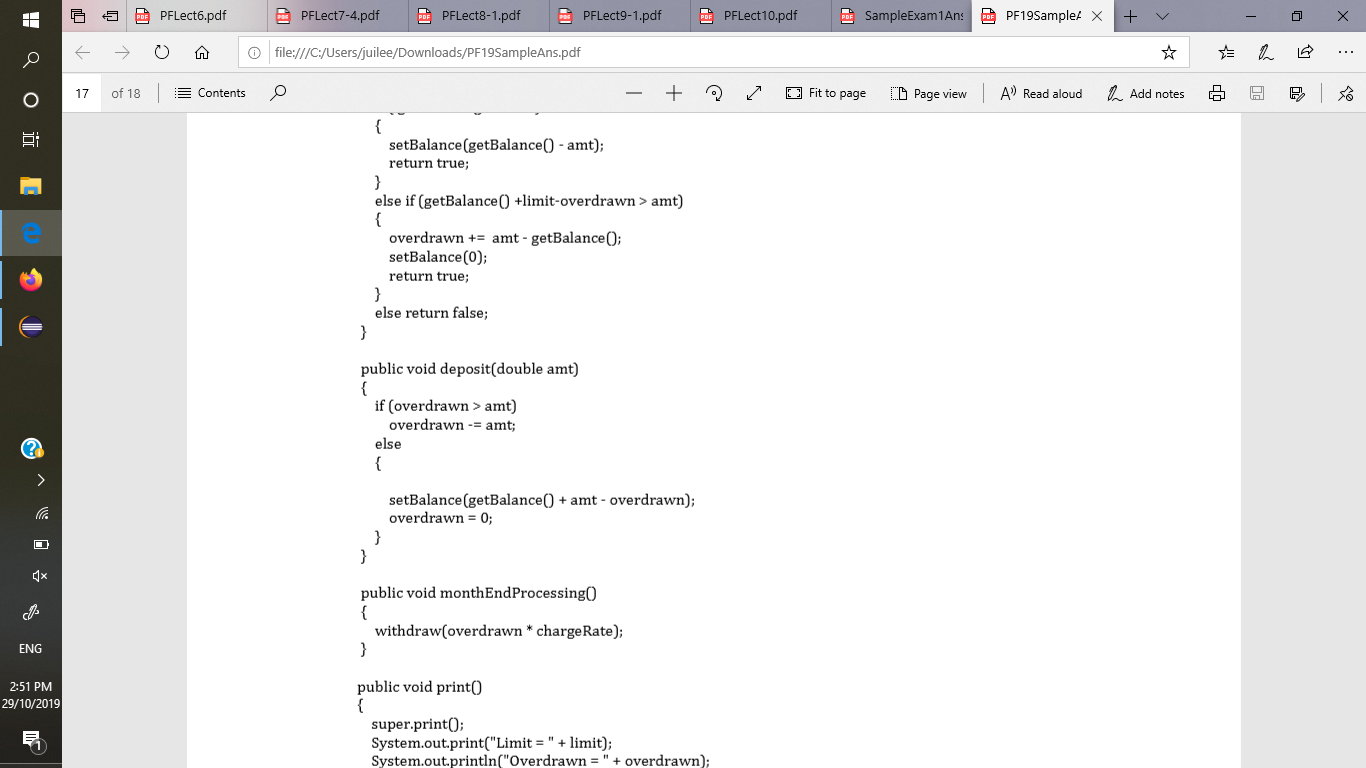 PFLect6.pdf
PFLect7-4.pdf
PFLect8-1.pdf
PFLect9-1.pdf
PFLect10.pdf
SampleExam1Ans
PF19SampleA
file:///C:/Users/juilee/Downloads/PF19SampleAns.pdf
17 of 18
Contents
Fit to page
Page view
Read aloud
Add notes
{
setBalance(getBalance() - amt);
return true;
}
else if (getBalance() +limit-overdrawn > amt)
{
overdrawn += amt - getBalance();
setBalance(0);
return true;
}
else return false;
}
public void deposit(double amt)
{
if (overdrawn > amt)
overdrawn -= amt;
else
{
setBalance(getBalance() + amt - overdrawn);
overdrawn = 0;
}
}
public void monthEndProcessing()
{
withdraw(overdrawn * chargeRate);
}
public void print()
{
super.print();
System.out.print("Limit = " + limit);
System.out.println("Overdrawn = " + overdrawn);
ENG
2:51 PM
29/10/2019
1